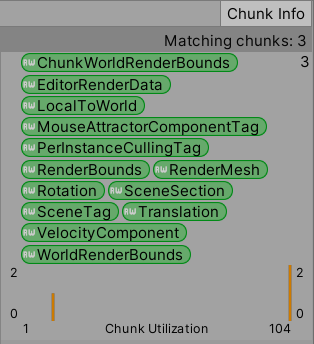 Chunk Info
Matching chunks: 3
RW ChunkWorldRenderBounds 3
RW EditorRenderData
RW LocalToWorld
RW MouseAttractorComponentTag
RW PerInstanceCullingTag
RW RenderBounds RW RenderMesh
RW Rotation RW SceneSection
RW SceneTag RW Translation
RW VelocityComponent
RW WorldRenderBounds
2 2
0 0
1 Chunk Utilization 104